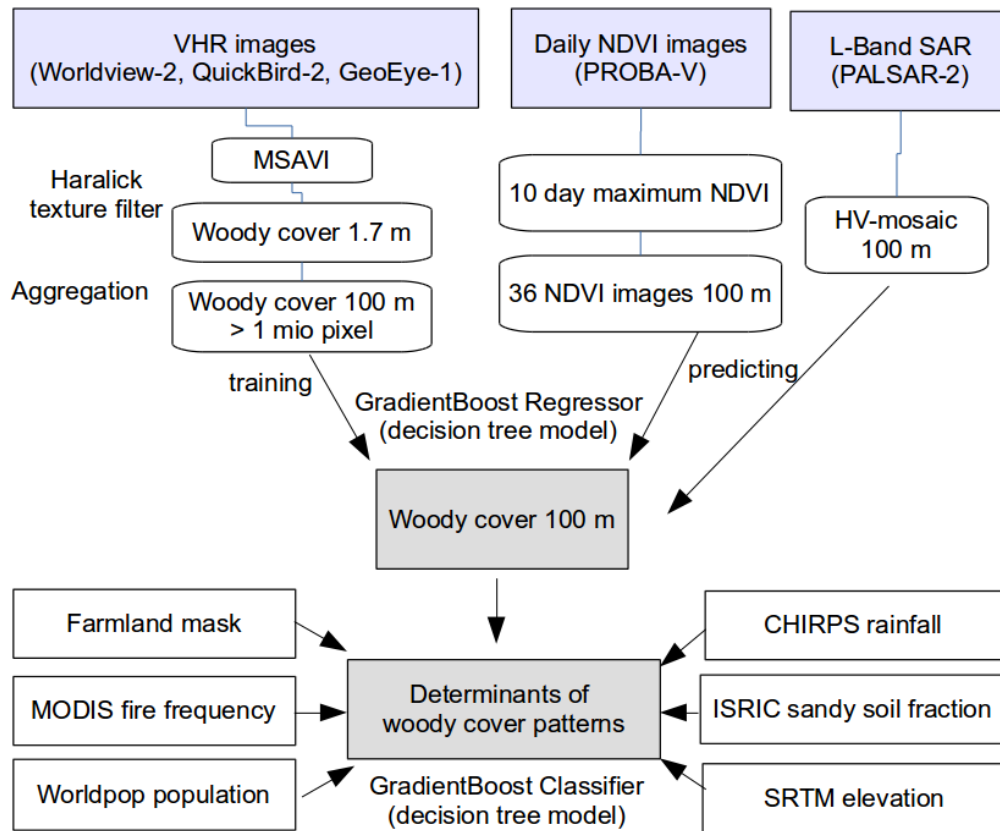 VHR images
(Worldview-2, QuickBird-2, GeoEye-1)
Daily NDVI images
(PROBA-V)
L-Band SAR
(PALSAR-2)
MSAVI
Haralick
texture filter
Woody cover 1.7 m
Aggregation
Woody cover 100 m
> 1 mio pixel
10 day maximum NDVI
36 NDVI images 100 m
HV-mosaic
100 m
training
predicting
GradientBoost Regressor
(decision tree model)
Woody cover 100 m
Farmland mask
MODIS fire frequency
Worldpop population
Determinants of
woody cover patterns
GradientBoost Classifier
(decision tree model)
CHIRPS rainfall
ISRIC sandy soil fraction
SRTM elevation